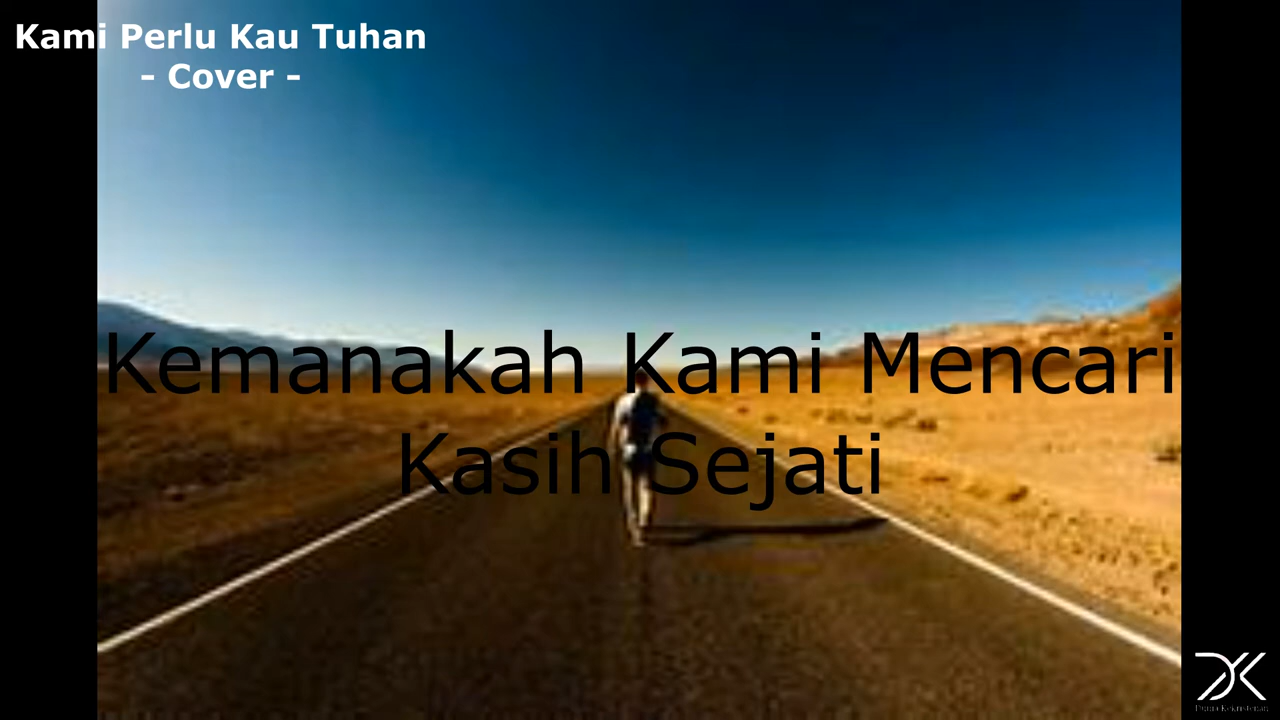 Kami Perlu Kau Tuhan
- Cover -
Kemanakah Kami Mencari
Kasih Sejati